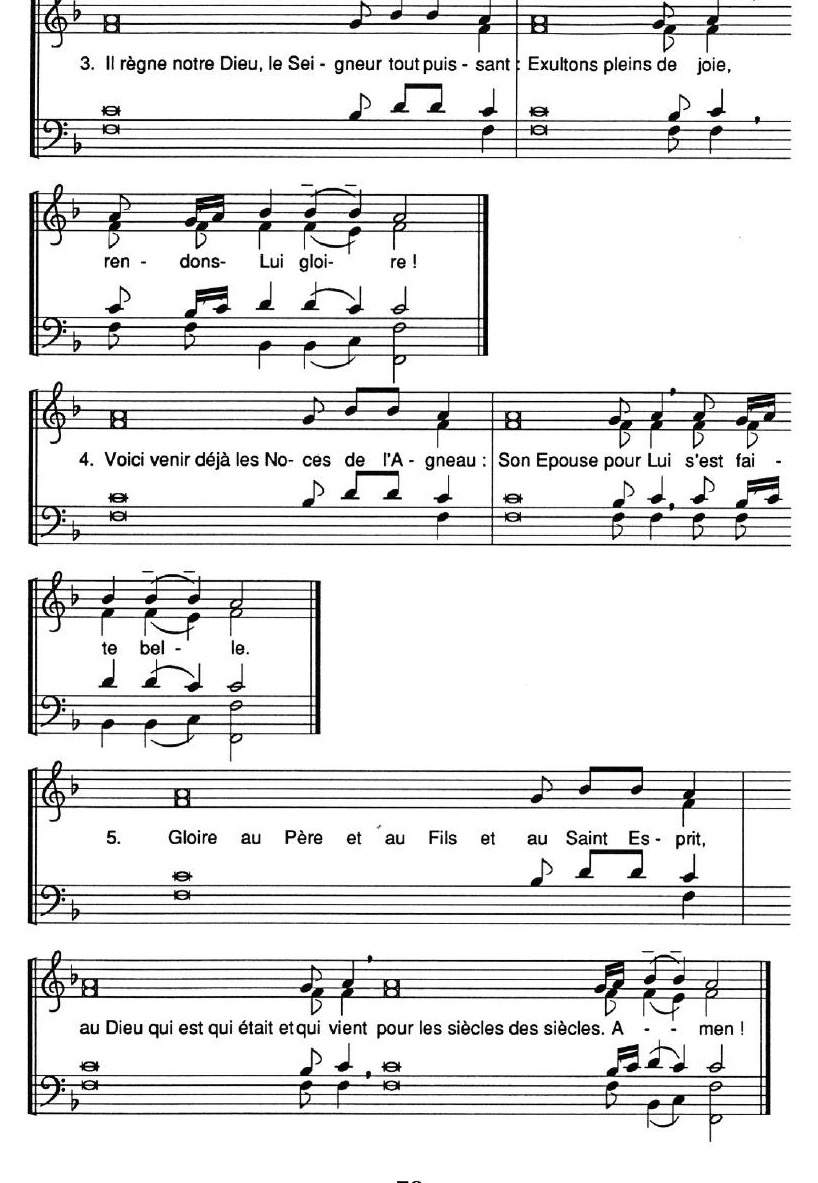 3. Il règne notre Dieu, le Sei - gneur tout puis - sant : Exultons pleins de joie,
ren - dons- Lui gloi- re !
4. Voici venir déjà les No- ces de l'A - gneau : Son Epouse pour Lui s'est fai -
te bel - le.
5. Gloire au Père et au Fils et au Saint Es - prit,
au Dieu qui est qui était et qui vient pour les siècles des siècles. A - - men !